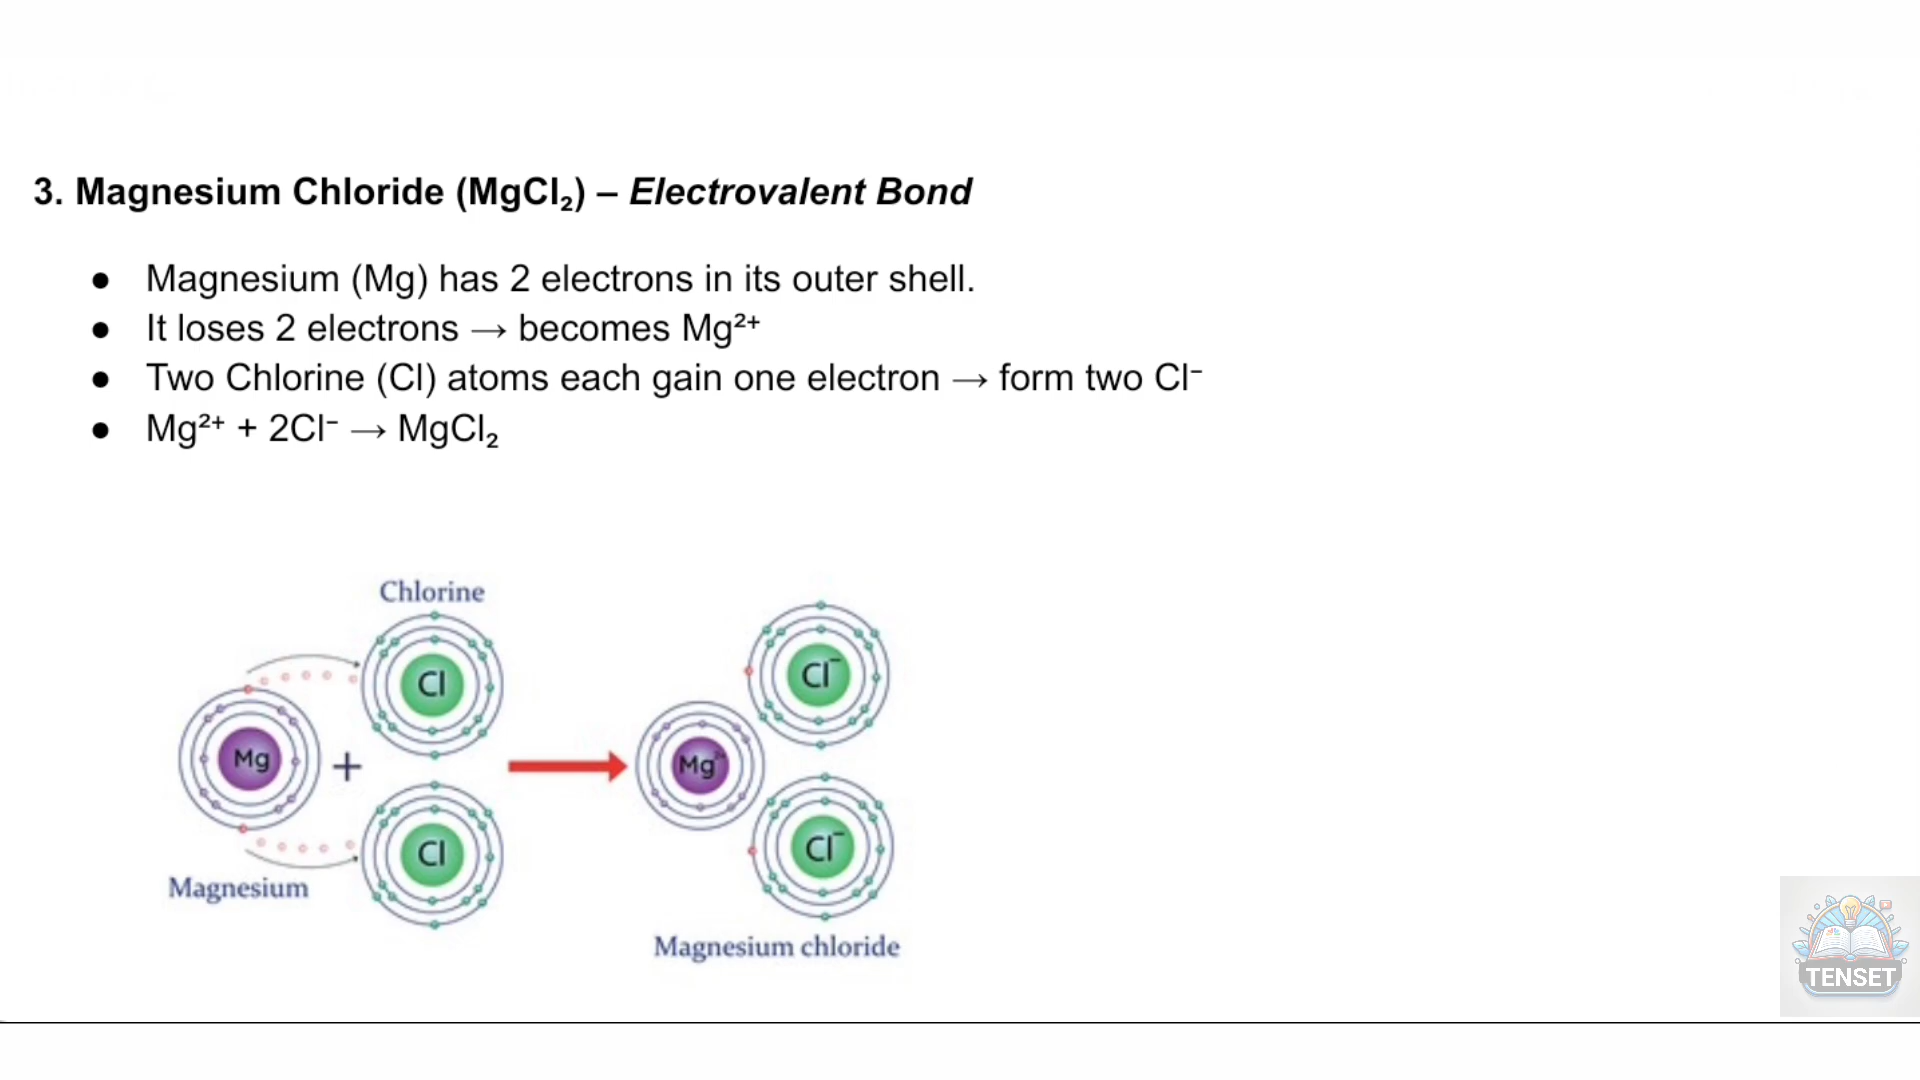 3. Magnesium Chloride (MgCl₂) – Electrovalent Bond
● Magnesium (Mg) has 2 electrons in its outer shell.
● It loses 2 electrons → becomes Mg²⁺
● Two Chlorine (Cl) atoms each gain one electron → form two Cl⁻
● Mg²⁺ + 2Cl⁻ → MgCl₂
Chlorine
Cl
Cl⁻
Mg
+
Mg²⁺
Cl
Cl⁻
Magnesium
Magnesium chloride
TENSET